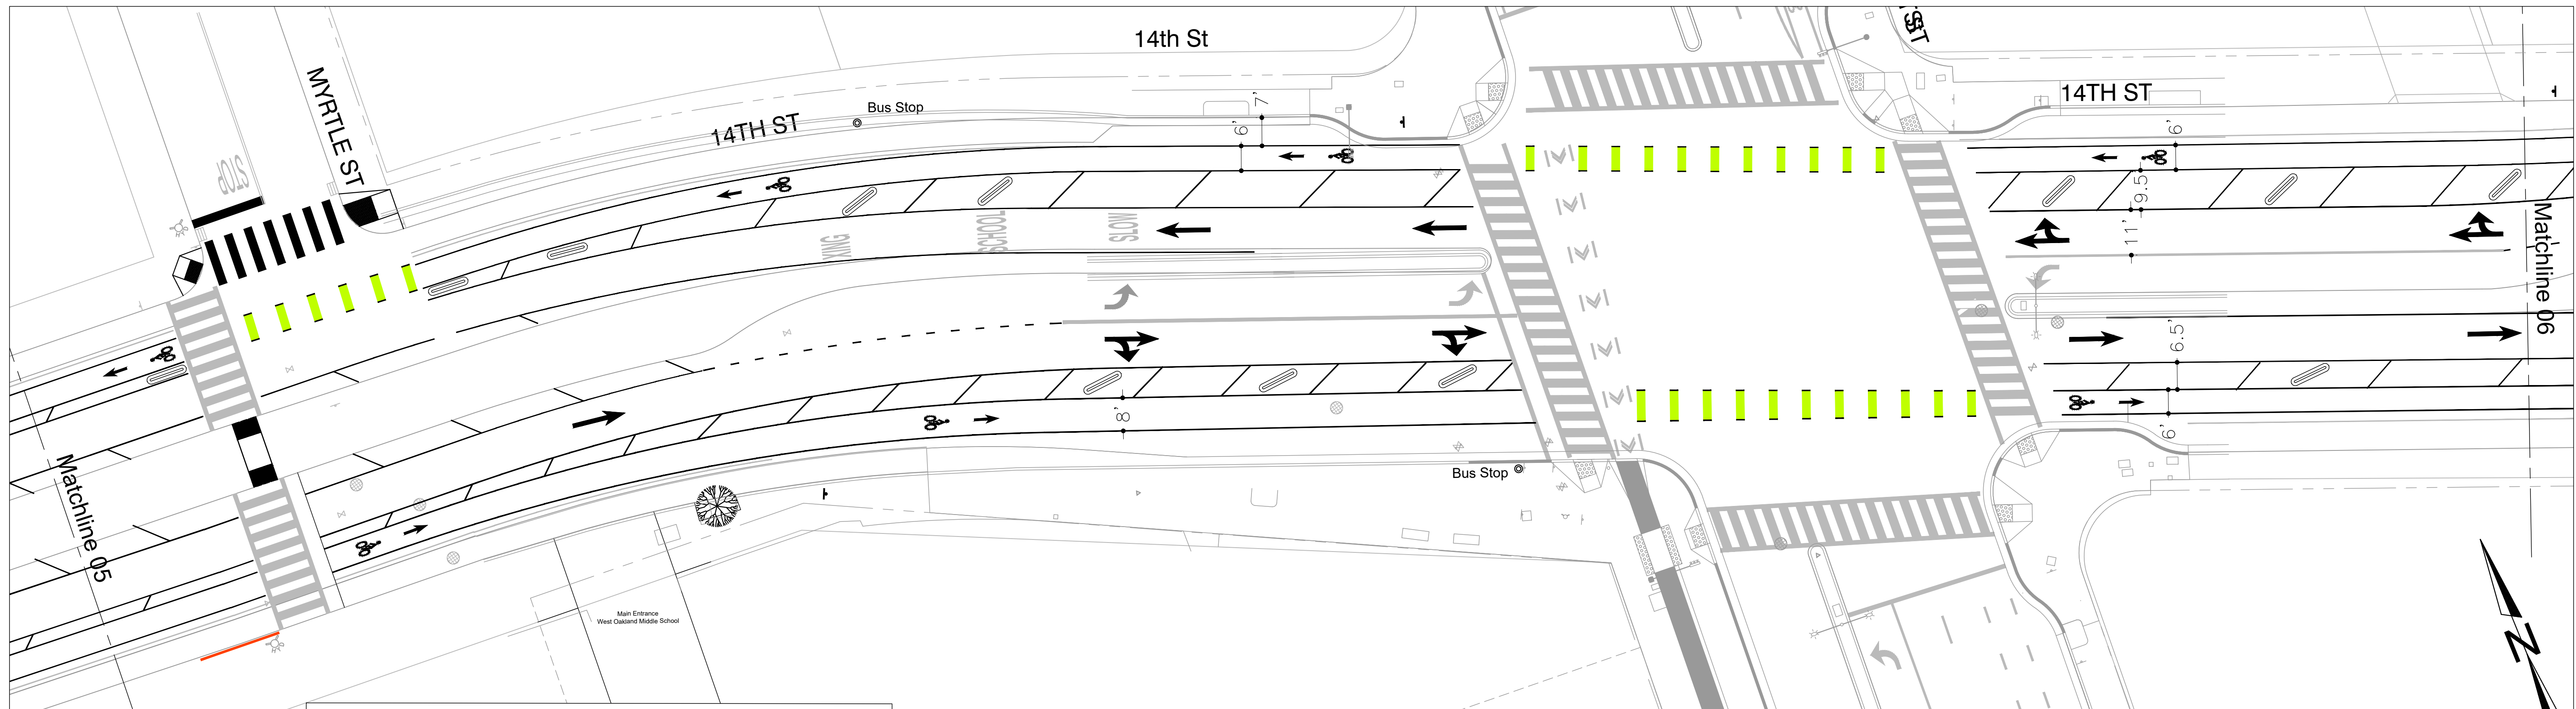 14th St
MYRTLE ST
14TH ST
Bus Stop
7'
6'
STOP
14TH ST
6'
9.5'
11'
XING
SCHOOL
SLOW
Matchline 06
6.5'
8'
6'
Matchline 05
Bus Stop
Main Entrance
West Oakland Middle School
N